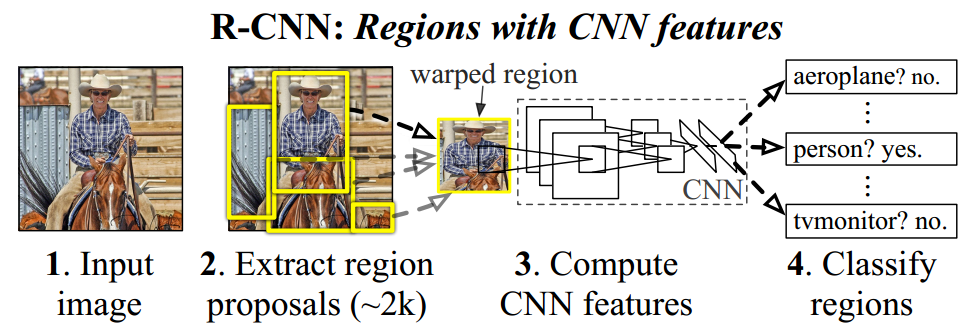 R-CNN: Regions with CNN features
warped region
aeroplane? no.
⋮
person? yes.
⋮
tvmonitor? no.
CNN
1. Input
image
2. Extract region
proposals (~2k)
3. Compute
CNN features
4. Classify
regions